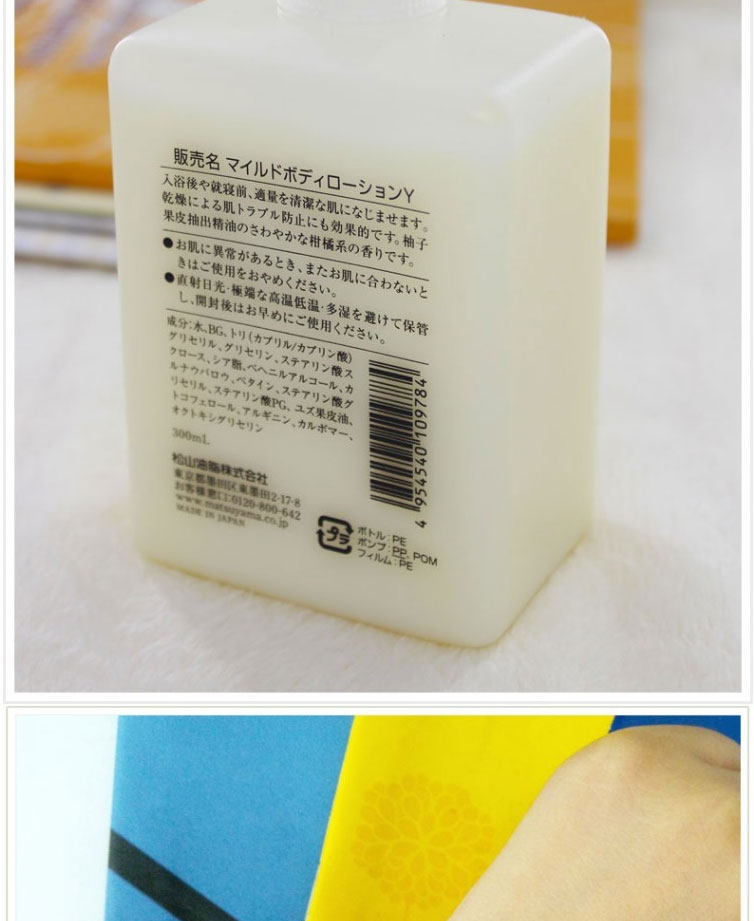 販売名 マイルドボディローションY
入浴後や就寝前、適量を清潔な肌になじませます。
乾燥による肌トラブル防止にも効果的です。柚子
果皮抽出精油のさわやかな柑橘系の香りです。
●お肌に異常があるとき、またお肌に合わないと
きはご使用をおやめください。
●直射日光・極端な高温低温・多湿を避けて保管
し、開封後はお早めにご使用ください。
成分：水、BG、トリ（カプリル/カプリン酸）
グリセリル、グリセリン、ステアリン酸ス
クロース、シア脂、ベヘニルアルコール、カ
ルナウバロウ、ベタイン、ステアリン酸グ
リセリル、ステアリン酸PG、ユズ果皮油、
トコフェロール、アルギニン、カルボマー、
オクトキシグリセリン
300mL
4 954540 109784
松山油脂株式会社
東京都墨田区東墨田2-17-8
お客様窓口：0120-800-642
www.matsuyama.co.jp
MADE IN JAPAN
プラ
ボトル：PE
ポンプ：PP、POM
フィルム：PE